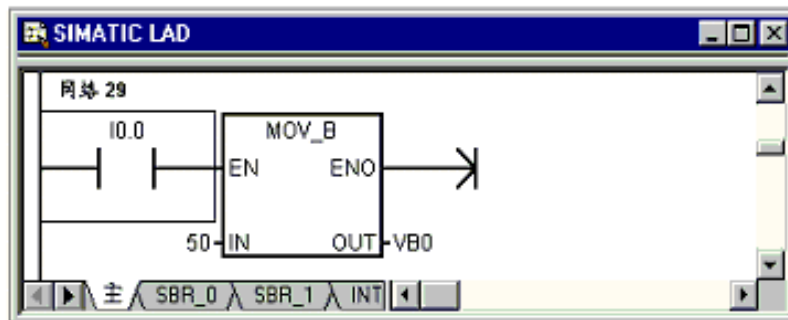 SIMATIC LAD
网络 29
I0.0
MOV_B
EN ENO
50 IN OUT VB0
主 SBR_0 SBR_1 INT